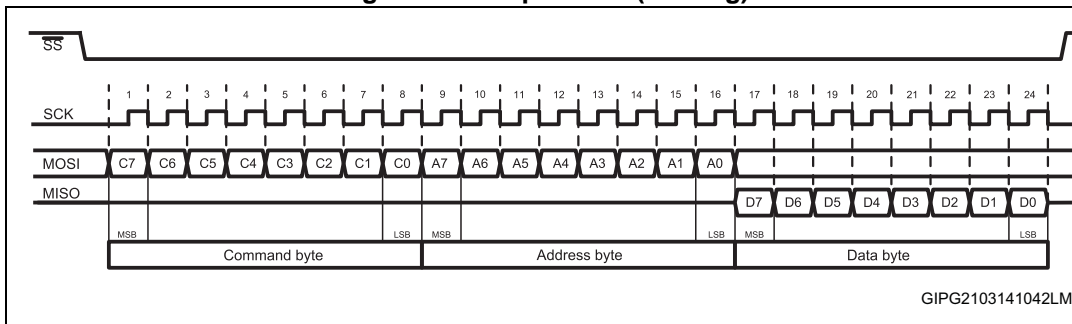 SS
1 2 3 4 5 6 7 8 9 10 11 12 13 14 15 16 17 18 19 20 21 22 23 24
SCK
MOSI C7 C6 C5 C4 C3 C2 C1 C0 A7 A6 A5 A4 A3 A2 A1 A0
MISO D7 D6 D5 D4 D3 D2 D1 D0
MSB LSB MSB LSB MSB LSB
Command byte Address byte Data byte
GIPG2103141042LM